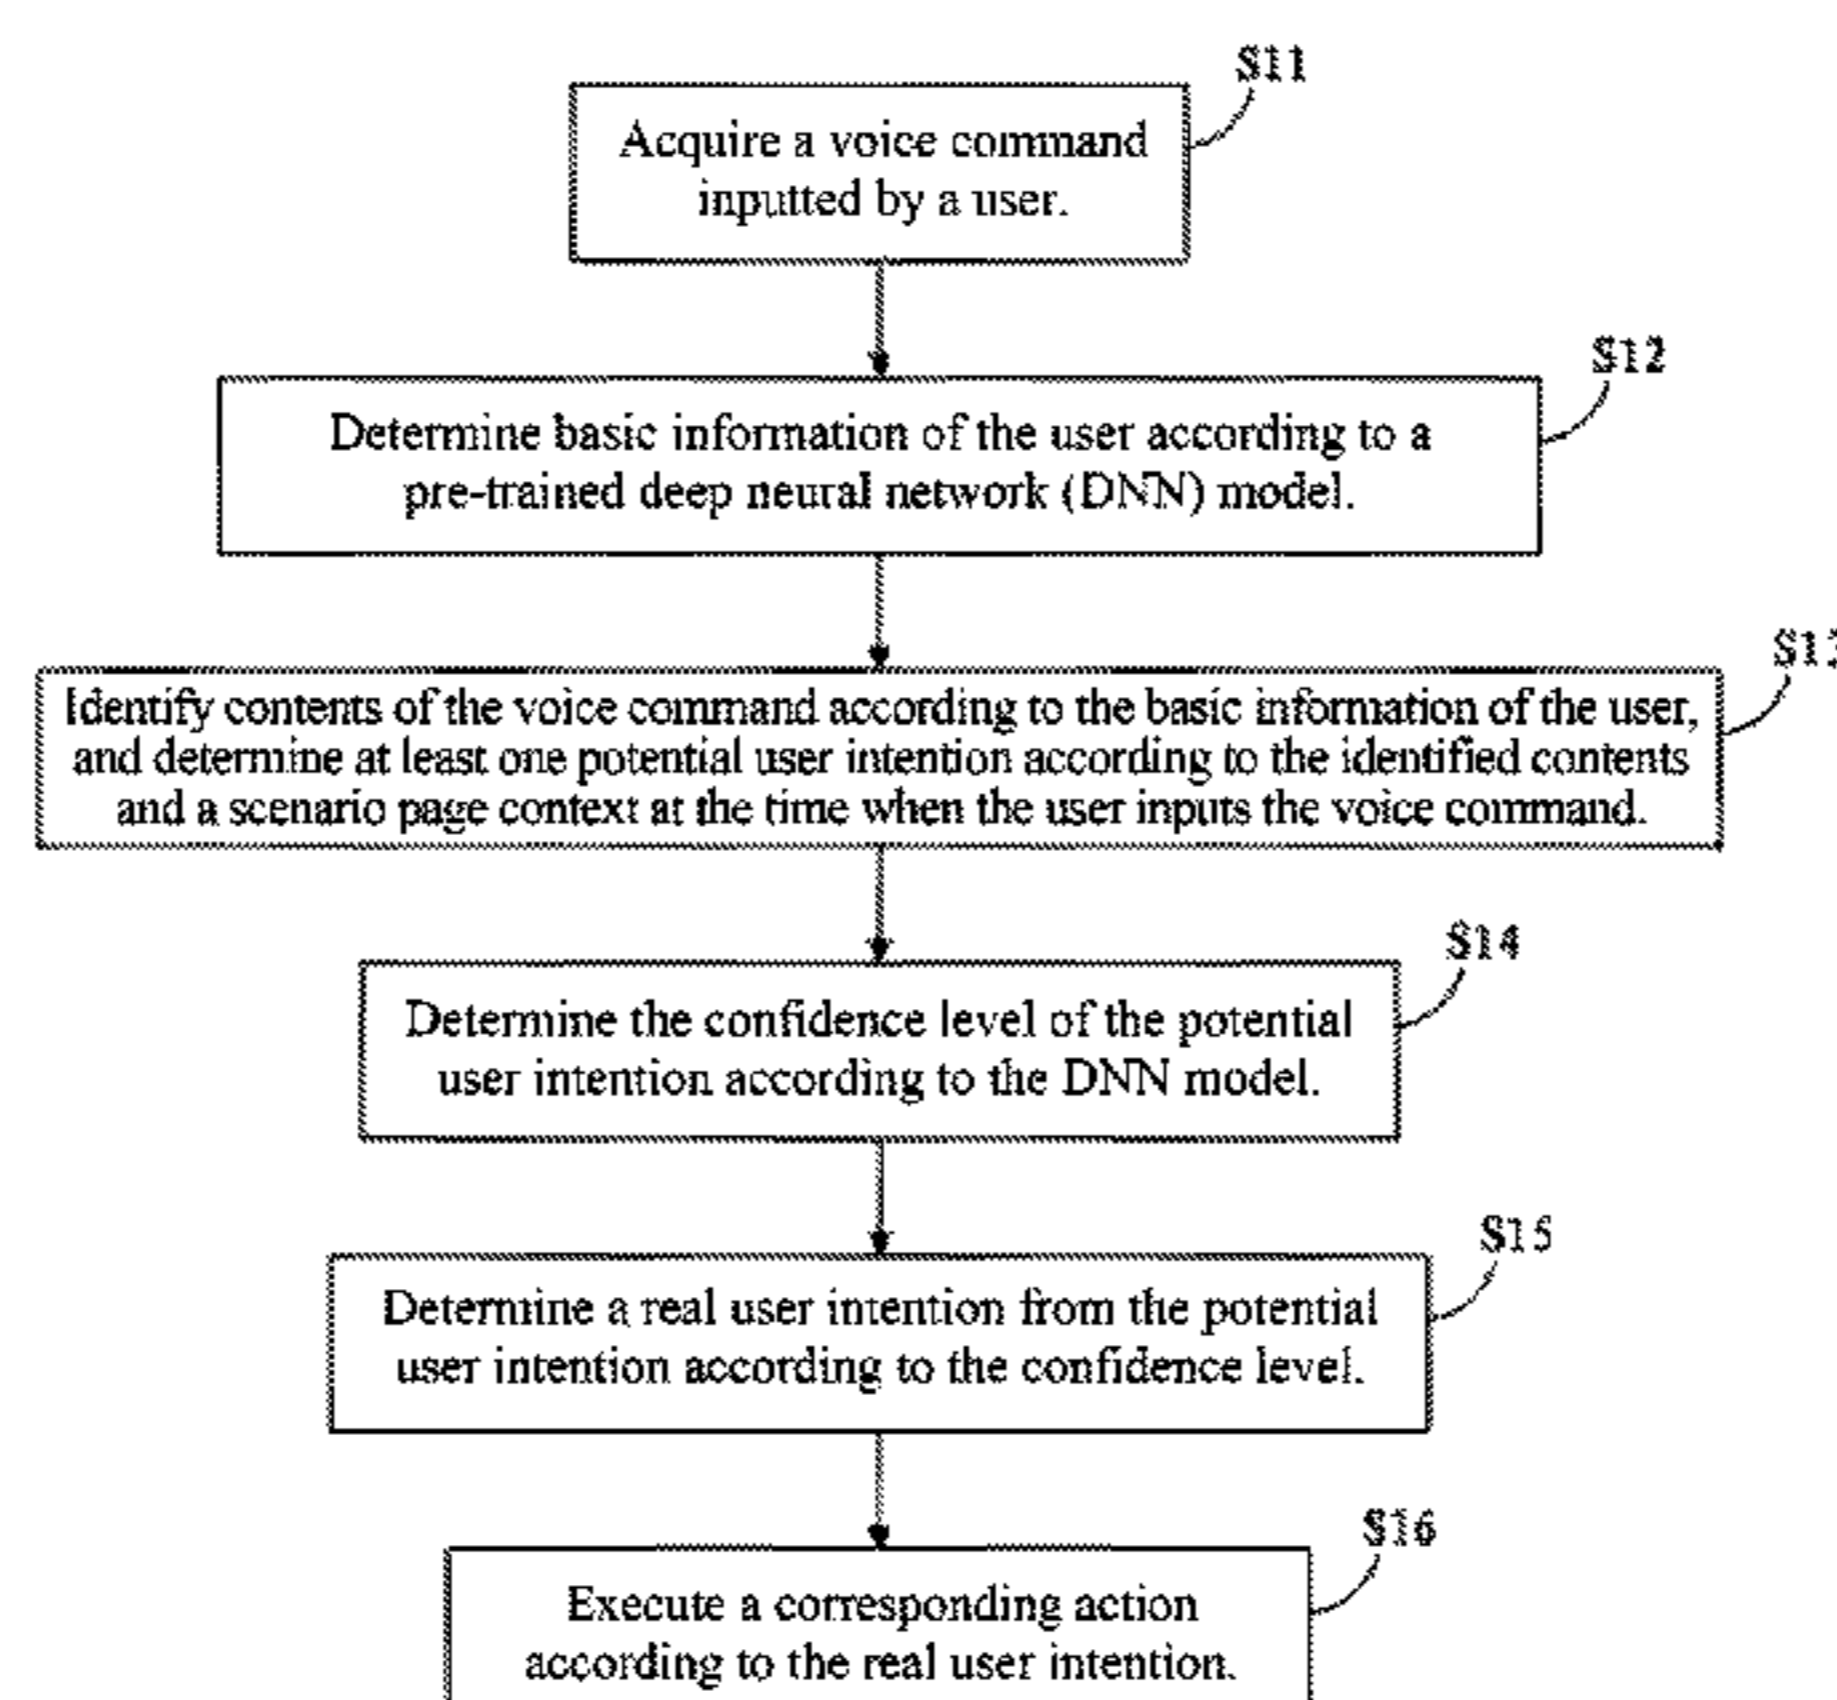 S11
Acquire a voice command
inputted by a user.
S12
Determine basic information of the user according to a
pre-trained deep neural network (DNN) model.
S13
Identify contents of the voice command according to the basic information of the user,
and determine at least one potential user intention according to the identified contents
and a scenario page context at the time when the user inputs the voice command.
S14
Determine the confidence level of the potential
user intention according to the DNN model.
S15
Determine a real user intention from the potential
user intention according to the confidence level.
S16
Execute a corresponding action
according to the real user intention.